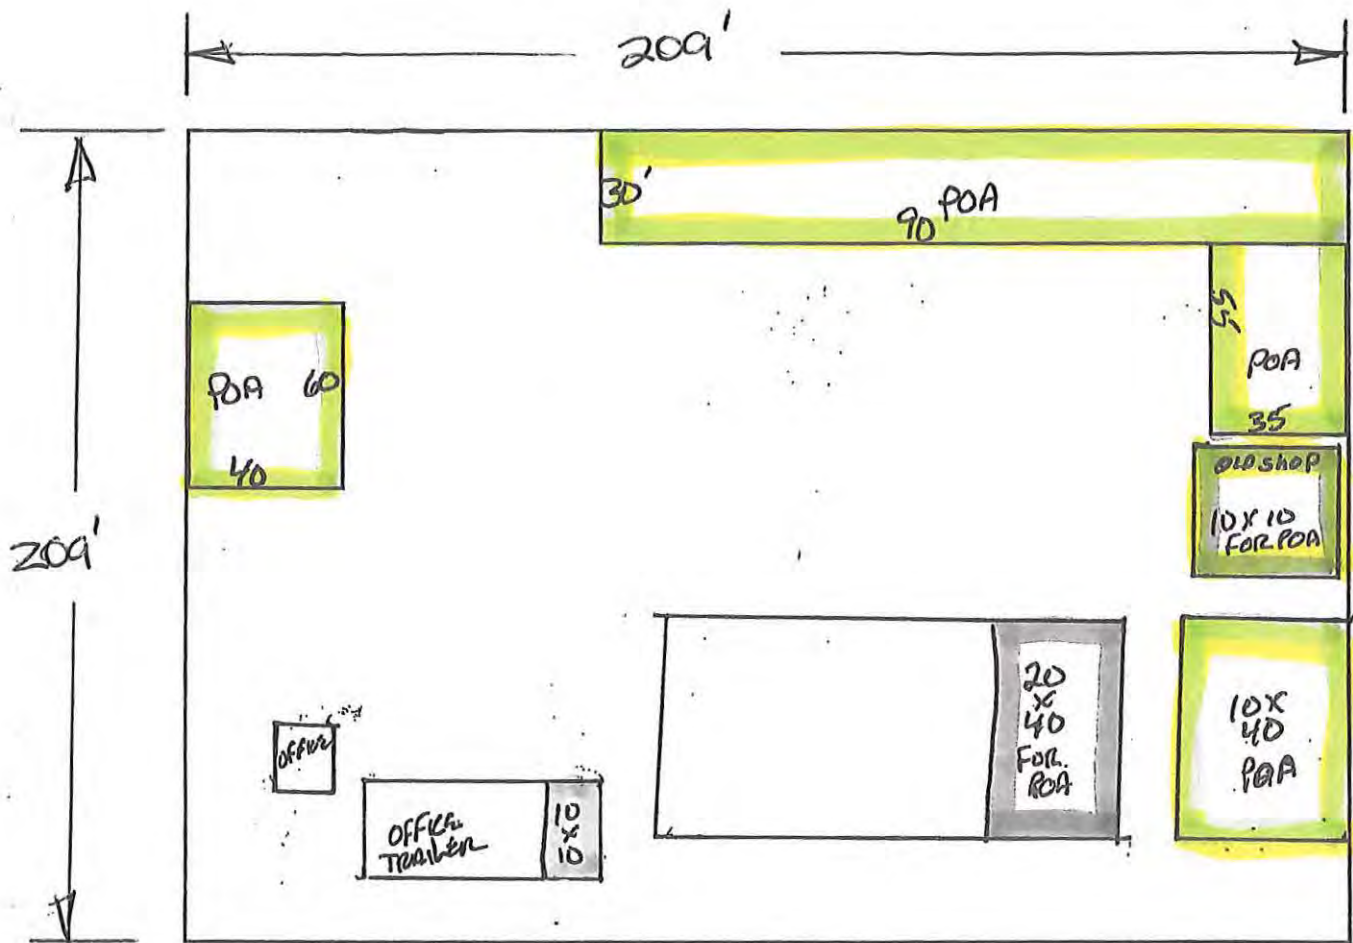 209'
30'
90 POA
55'
POA
35
POA 60
40
OLD SHOP
10 X 10
FOR POA
209'
20
X
40
FOR
POA
10X
40
POA
OFFICE
OFFICE
TRAILER
10
X
10